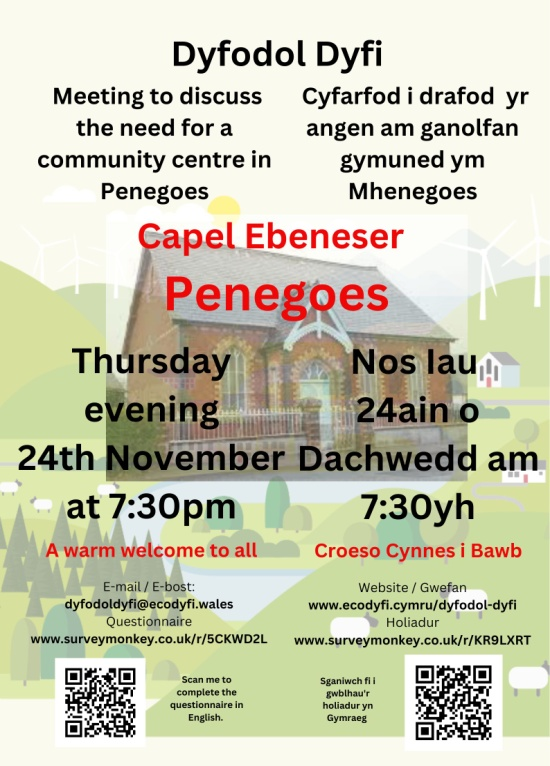 Dyfodol Dyfi
Meeting to discuss
the need for a
community centre in
Penegoes
Cyfarfod i drafod yr
angen am ganolfan
gymuned ym
Mhenegoes
Capel Ebeneser
Penegoes
Thursday
evening
24th November
at 7:30pm
Nos Iau
24ain o
Dachwedd am
7:30yh
A warm welcome to all
Croeso Cynnes i Bawb
E-mail / E-bost:
dyfodoldyfi@ecodyfi.wales
Questionnaire
www.surveymonkey.co.uk/r/5CKWD2L
Website / Gwefan
www.ecodyfi.cymru/dyfodol-dyfi
Holiadur
www.surveymonkey.co.uk/r/KR9LXRT
Scan me to
complete the
questionnaire in
English.
Sganiwch fi i
gwblhau'r
holiadur yn
Gymraeg